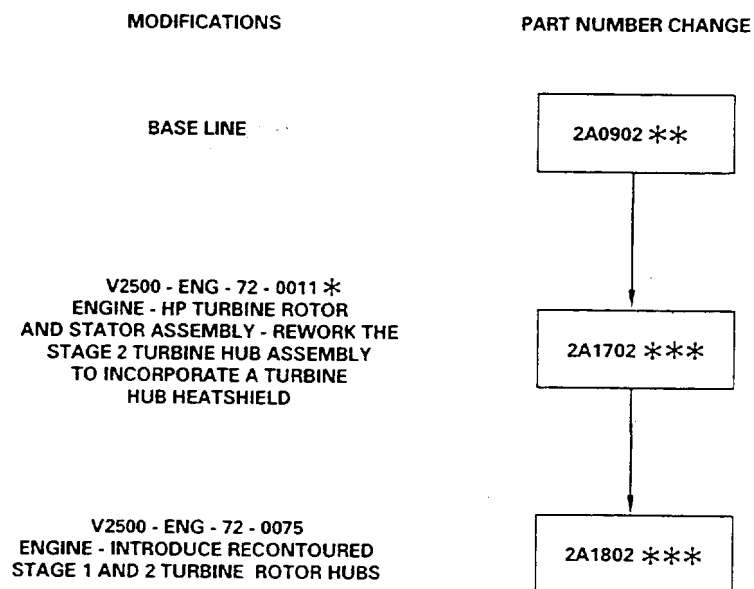 MODIFICATIONS PART NUMBER CHANGE
BASE LINE 2A0902 **
V2500 - ENG - 72 - 0011 *
ENGINE - HP TURBINE ROTOR
AND STATOR ASSEMBLY - REWORK THE
STAGE 2 TURBINE HUB ASSEMBLY
TO INCORPORATE A TURBINE
HUB HEATSHIELD
2A1702 ***
V2500 - ENG - 72 - 0075
ENGINE - INTRODUCE RECONTOURED
STAGE 1 AND 2 TURBINE ROTOR HUBS
2A1802 ***